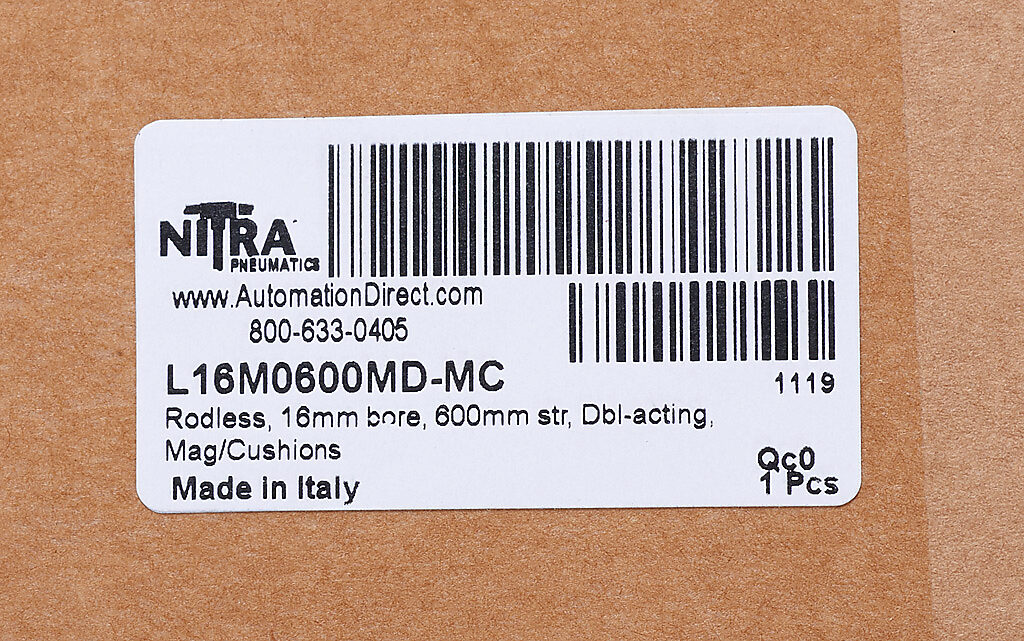 NITRA
PNEUMATICS
www.AutomationDirect.com
800-633-0405
L16M0600MD-MC
1119
Rodless, 16mm bore, 600mm str, Dbl-acting,
Mag/Cushions
Qc0
Made in Italy
1 Pcs